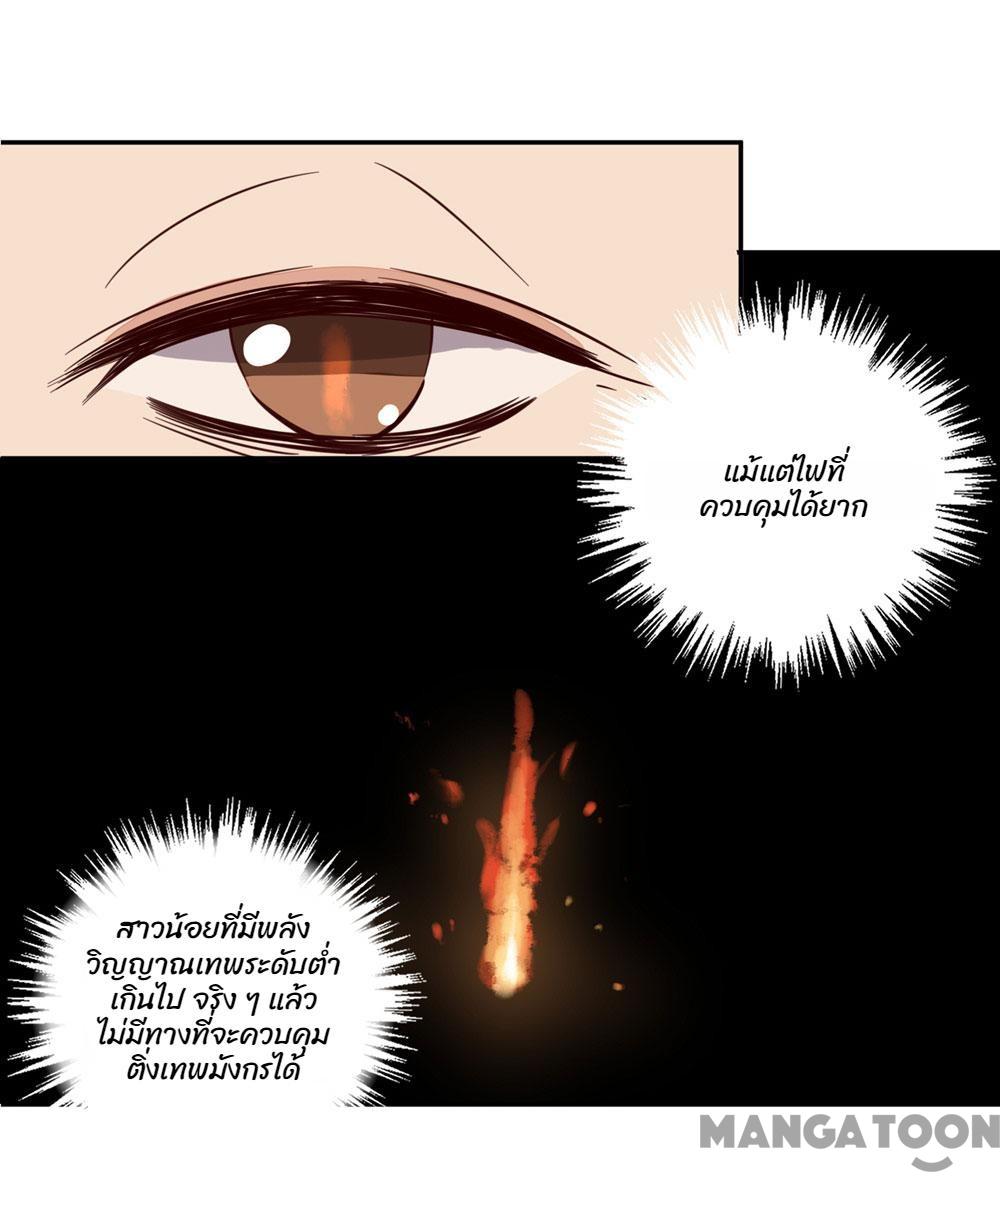 แม้แต่ไฟที่
ควบคุมได้ยาก
สาวน้อยที่มีพลัง
วิญญาณเทพระดับต่ำ
เกินไป จริง ๆ แล้ว
ไม่มีทางที่จะควบคุม
ติ่งเทพมังกรได้
MANGATOON